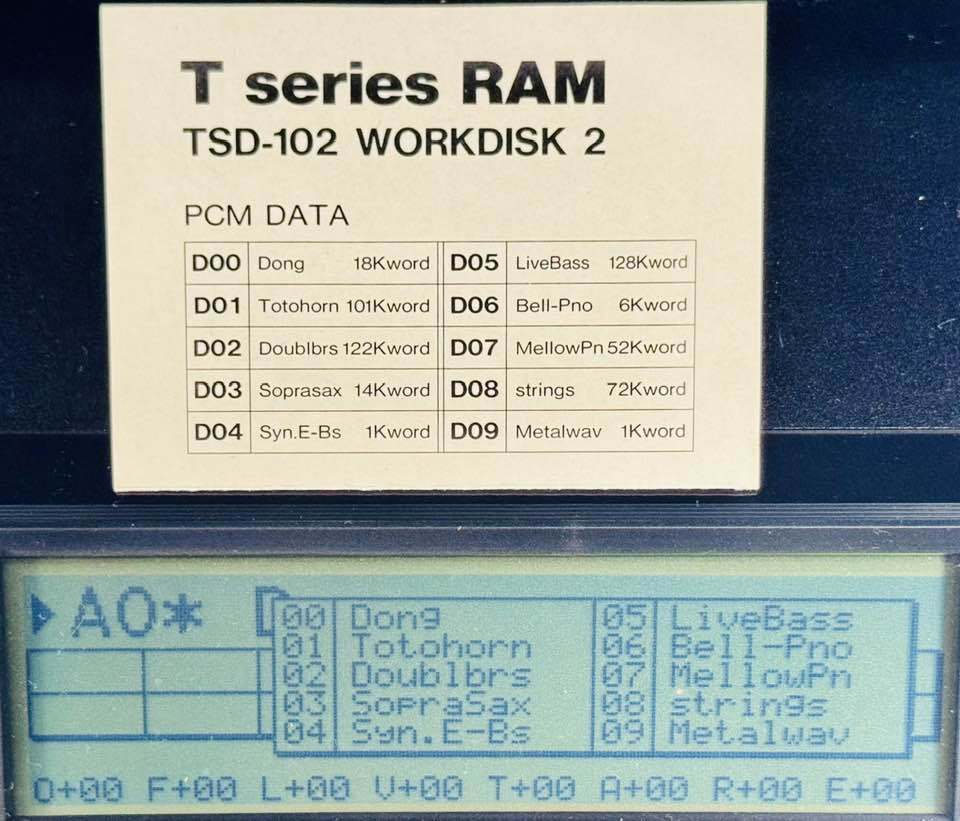 T series RAM
TSD-102 WORKDISK 2
PCM DATA
D00 Dong 18Kword D05 LiveBass 128Kword
D01 Totohorn 101Kword D06 Bell-Pno 6Kword
D02 Doublbrs 122Kword D07 MellowPn 52Kword
D03 Soprasax 14Kword D08 strings 72Kword
D04 Syn.E-Bs 1Kword D09 Metalwav 1Kword
A0*
00 Dong 05 LiveBass
01 Totohorn 06 Bell-Pno
02 Doublbrs 07 MellowPn
03 SopraSax 08 strings
04 Syn.E-Bs 09 Metalwav
O+00 F+00 L+00 V+00 T+00 A+00 R+00 E+00